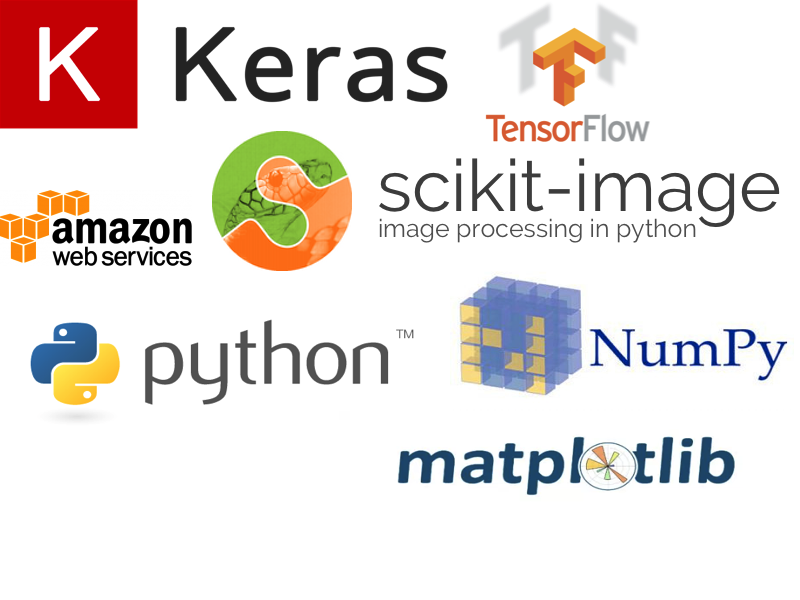 K Keras
TensorFlow
scikit-image
image processing in python
amazon
web services
python™
NumPy
matplotlib